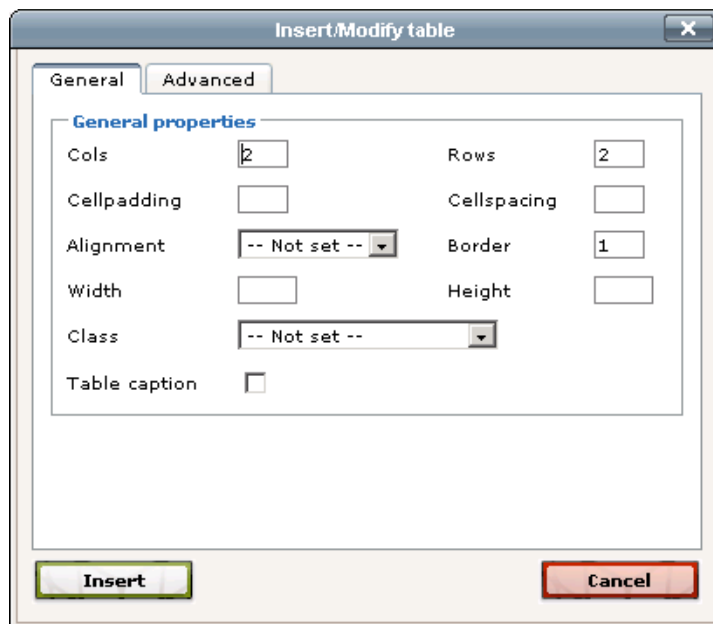 Insert/Modify table
General Advanced
General properties
Cols 2 Rows 2
Cellpadding Cellspacing
Alignment -- Not set -- Border 1
Width Height
Class -- Not set --
Table caption
Insert Cancel